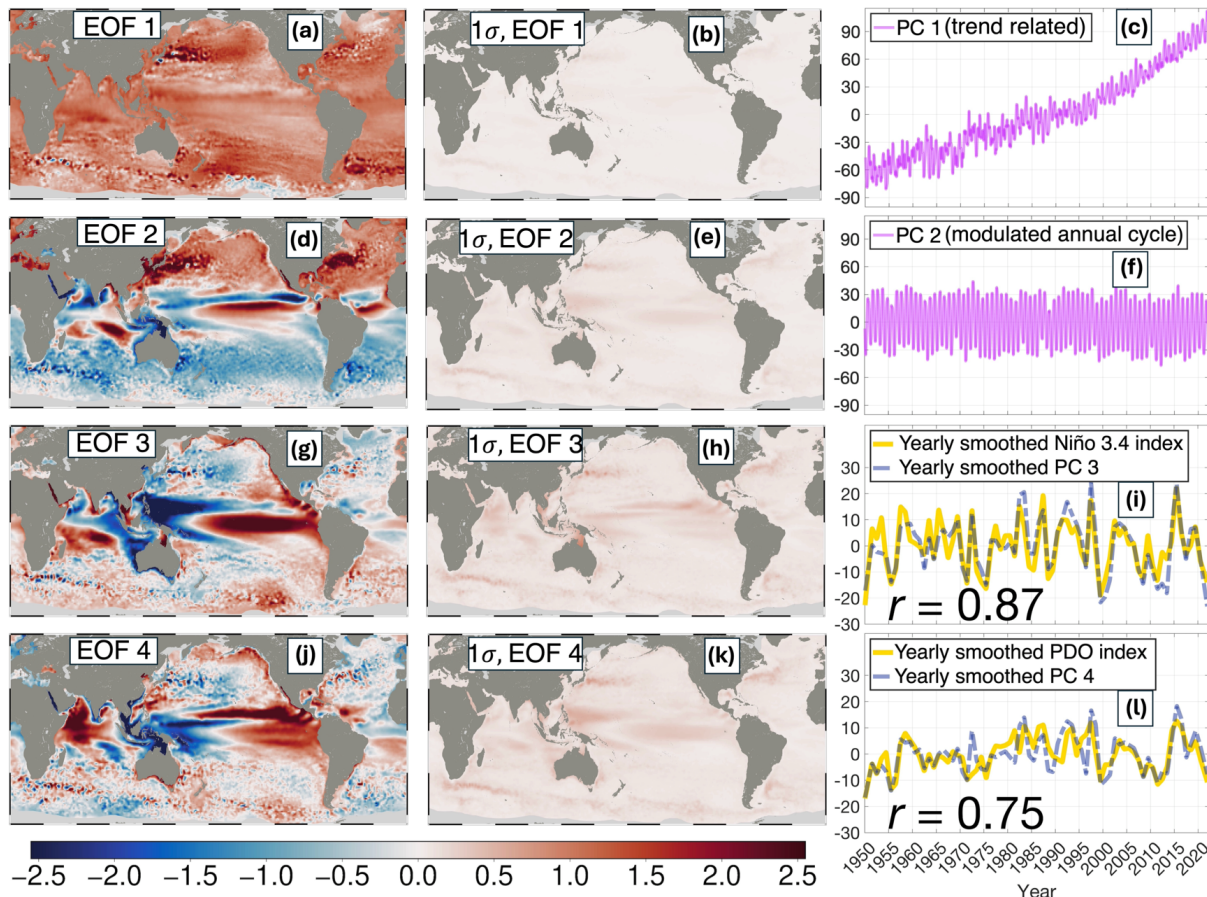 EOF 1
(a)
1σ, EOF 1
(b)
PC 1 (trend related)
(c)
90
60
30
0
-30
-60
-90
EOF 2
(d)
1σ, EOF 2
(e)
PC 2 (modulated annual cycle)
(f)
90
60
30
0
-30
-60
-90
EOF 3
(g)
1σ, EOF 3
(h)
Yearly smoothed Niño 3.4 index
Yearly smoothed PC 3
(i)
30
20
10
0
-10
-20
-30
r = 0.87
EOF 4
(j)
1σ, EOF 4
(k)
Yearly smoothed PDO index
Yearly smoothed PC 4
(l)
30
20
10
0
-10
-20
-30
r = 0.75
1950 1955 1960 1965 1970 1975 1980 1985 1990 1995 2000 2005 2010 2015 2020
Year
−2.5 −2.0 −1.5 −1.0 −0.5 0.0 0.5 1.0 1.5 2.0 2.5